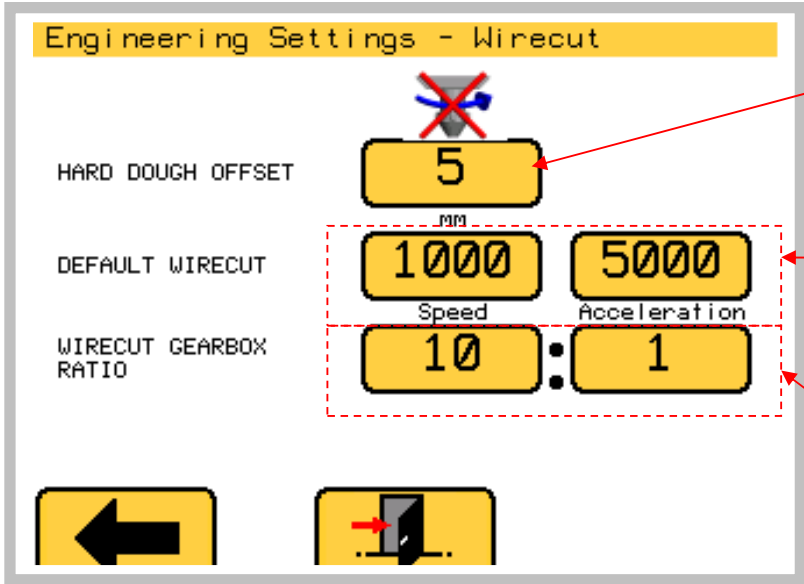 Engineering Settings - Wirecut
HARD DOUGH OFFSET
5
MM
DEFAULT WIRECUT
1000
5000
Speed
Acceleration
WIRECUT GEARBOX
RATIO
10 : 1